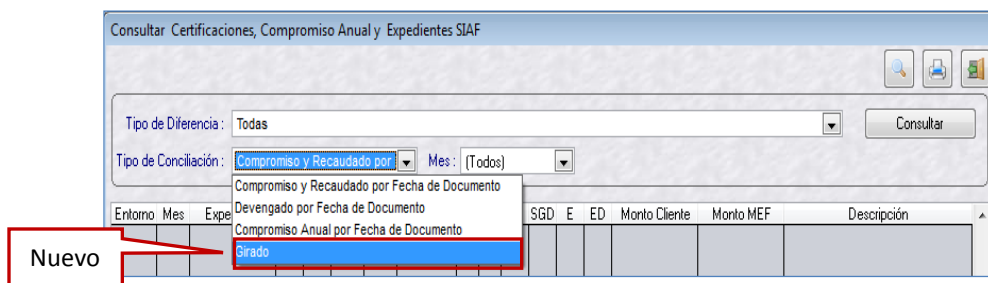 Consultar Certificaciones, Compromiso Anual y Expedientes SIAF
Tipo de Diferencia : Todas Consultar
Tipo de Conciliación : Compromiso y Recaudado por Mes : (Todos)
Compromiso y Recaudado por Fecha de Documento
Devengado por Fecha de Documento
Compromiso Anual por Fecha de Documento
Girado
Entorno Mes Expe SGD E ED Monto Cliente Monto MEF Descripción
Nuevo